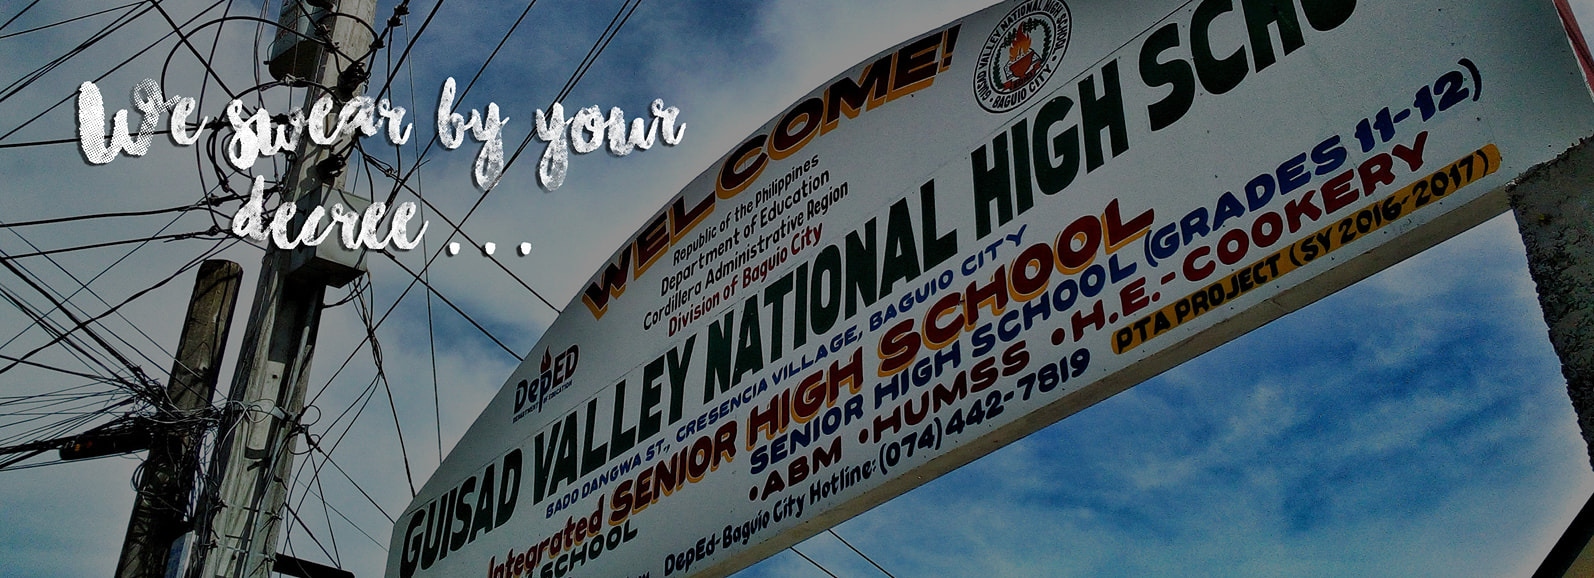 We swear by your
decree . . .
WELCOME!
GUISAD VALLEY NATIONAL HIGH SCHOOL
BAGUIO CITY
Republic of the Philippines
Department of Education
Cordillera Administrative Region
Division of Baguio City
DepED
DEPARTMENT OF EDUCATION
GUISAD VALLEY NATIONAL HIGH SCHO
BADO DANGWA ST., CRESENCIA VILLAGE, BAGUIO CITY
Integrated SENIOR HIGH SCHOOL
SENIOR HIGH SCHOOL (GRADES 11-12)
•ABM •HUMSS •H.E.-COOKERY
SCHOOL
DepEd-Baguio City Hotline: (074) 442-7819
PTA PROJECT (SY 2016-2017)